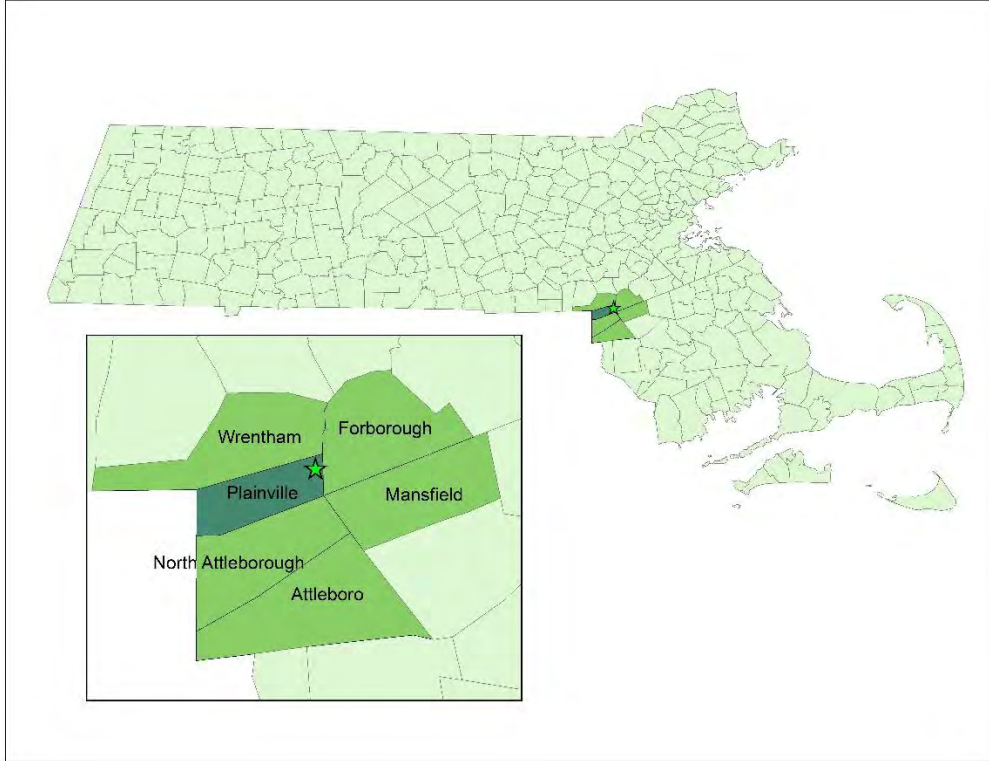 Wrentham
Forborough
Plainville
Mansfield
North Attleborough
Attleboro